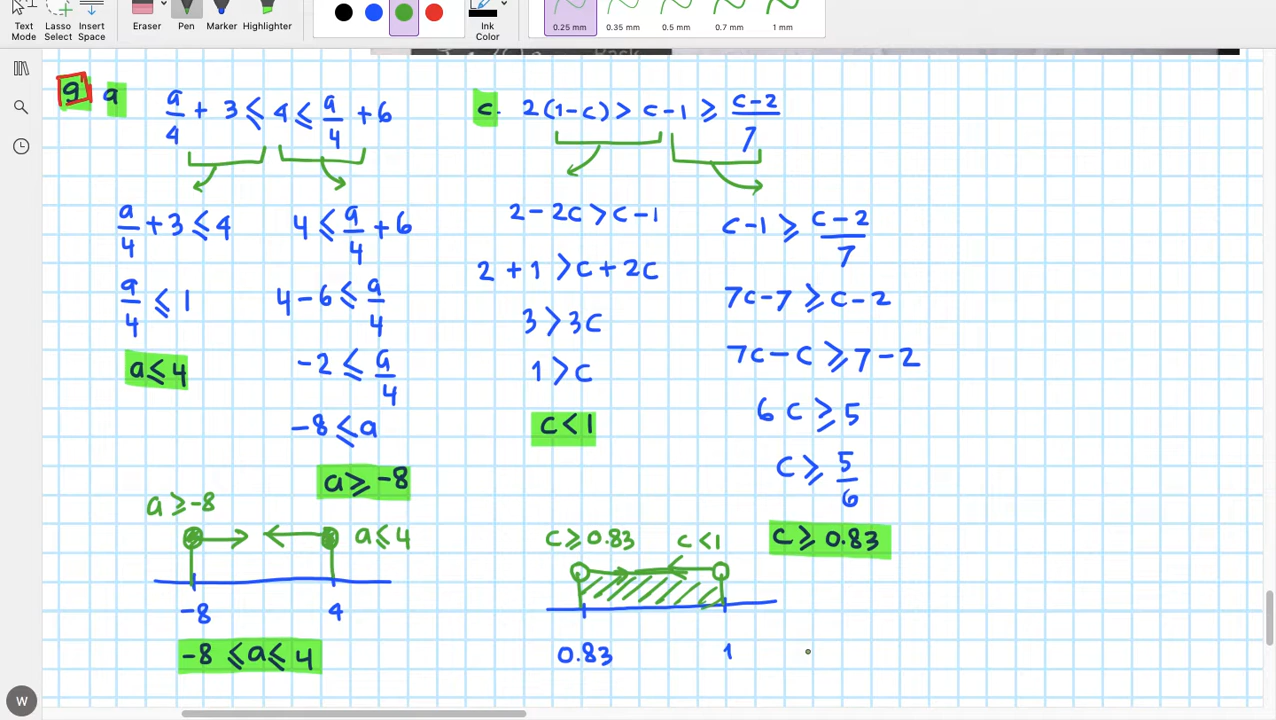 Text Mode
Lasso Select
Insert Space
Eraser
Pen
Marker
Highlighter
Ink Color
0.25 mm
0.35 mm
0.5 mm
0.7 mm
1 mm
9 a
a/4 + 3 ≤ 4 ≤ a/4 + 6
a/4 + 3 ≤ 4
4 ≤ a/4 + 6
a/4 ≤ 1
4 - 6 ≤ a/4
a ≤ 4
-2 ≤ a/4
-8 ≤ a
a ≥ -8
a ≥ -8
a ≤ 4
-8
4
-8 ≤ a ≤ 4
c. 2(1-c) > c-1 ≥ c-2/7
2 - 2c > c - 1
c-1 ≥ c-2/7
2 + 1 > c + 2c
7c-7 ≥ c-2
3 > 3c
7c - c ≥ 7 - 2
1 > c
6c ≥ 5
c < 1
c ≥ 5/6
c ≥ 0.83
c ≥ 0.83
c < 1
0.83
1
W